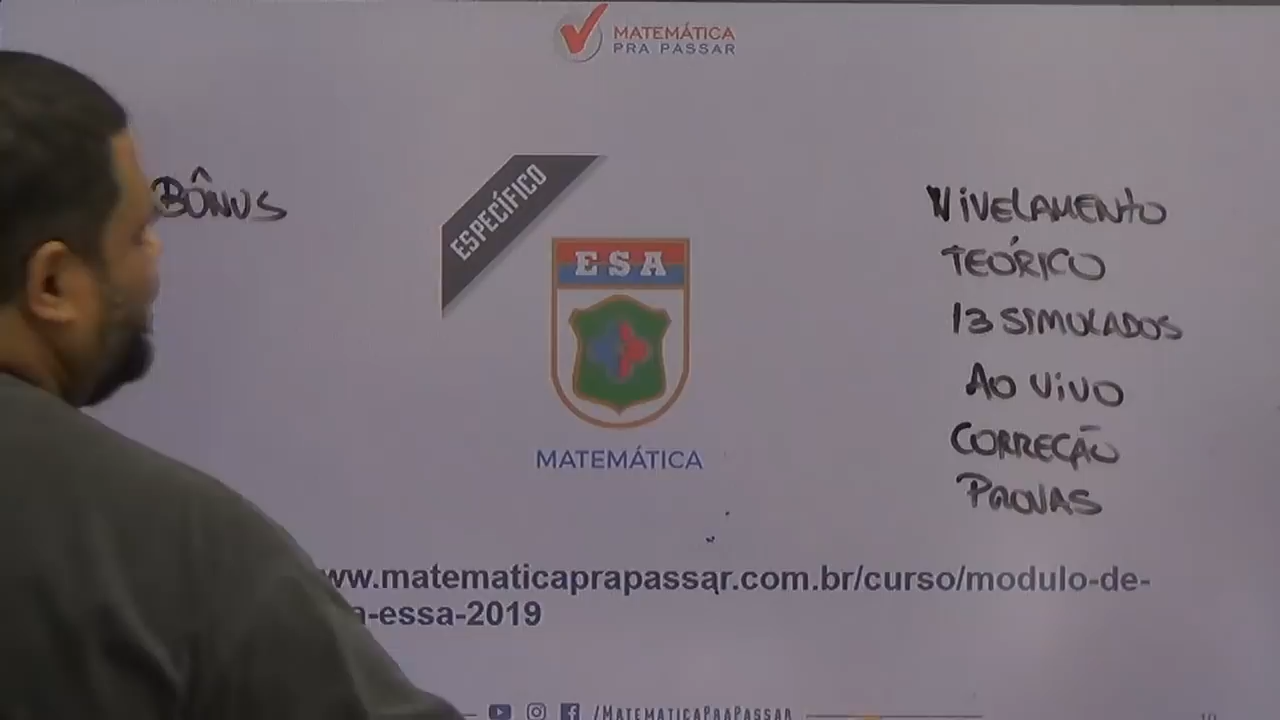 MATEMÁTICA
PRA PASSAR
BÔNUS
ESPECÍFICO
ESA
MATEMÁTICA
NIVELAMENTO
TEÓRICO
13 SIMULADOS
AO VIVO
CORREÇÃO
PROVAS
ww.matematicaprapassar.com.br/curso/modulo-de-
-essa-2019
/MATEMATICAPRAPASSAR